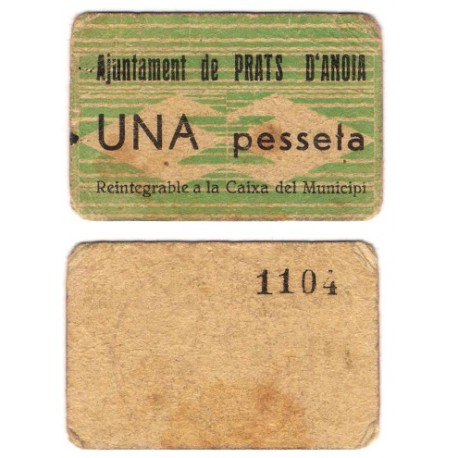 Ajuntament de PRATS D'ANOIA
UNA pesseta
Reintegrable a la Caixa del Municipi
1104